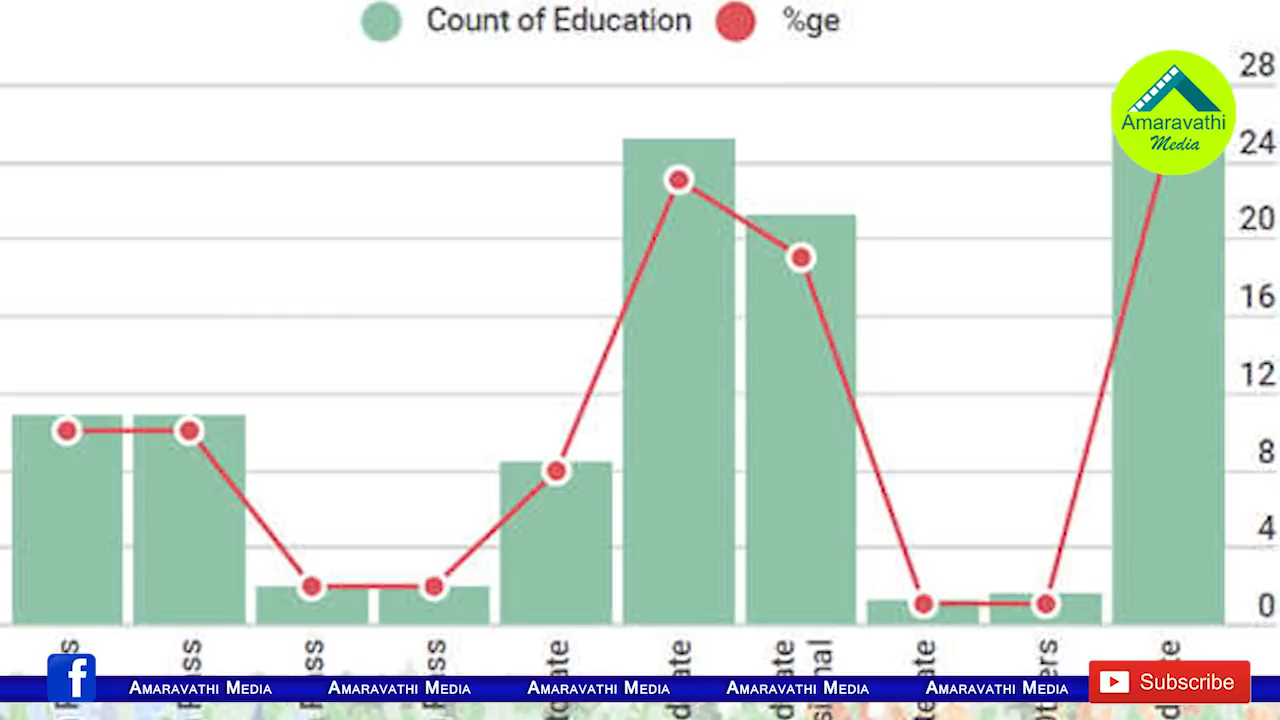 Count of Education %ge
28
Amaravathi
Media
24
20
16
12
8
4
0
f
AMARAVATHI MEDIA AMARAVATHI MEDIA AMARAVATHI MEDIA AMARAVATHI MEDIA AMARAVATHI MEDIA
Subscribe